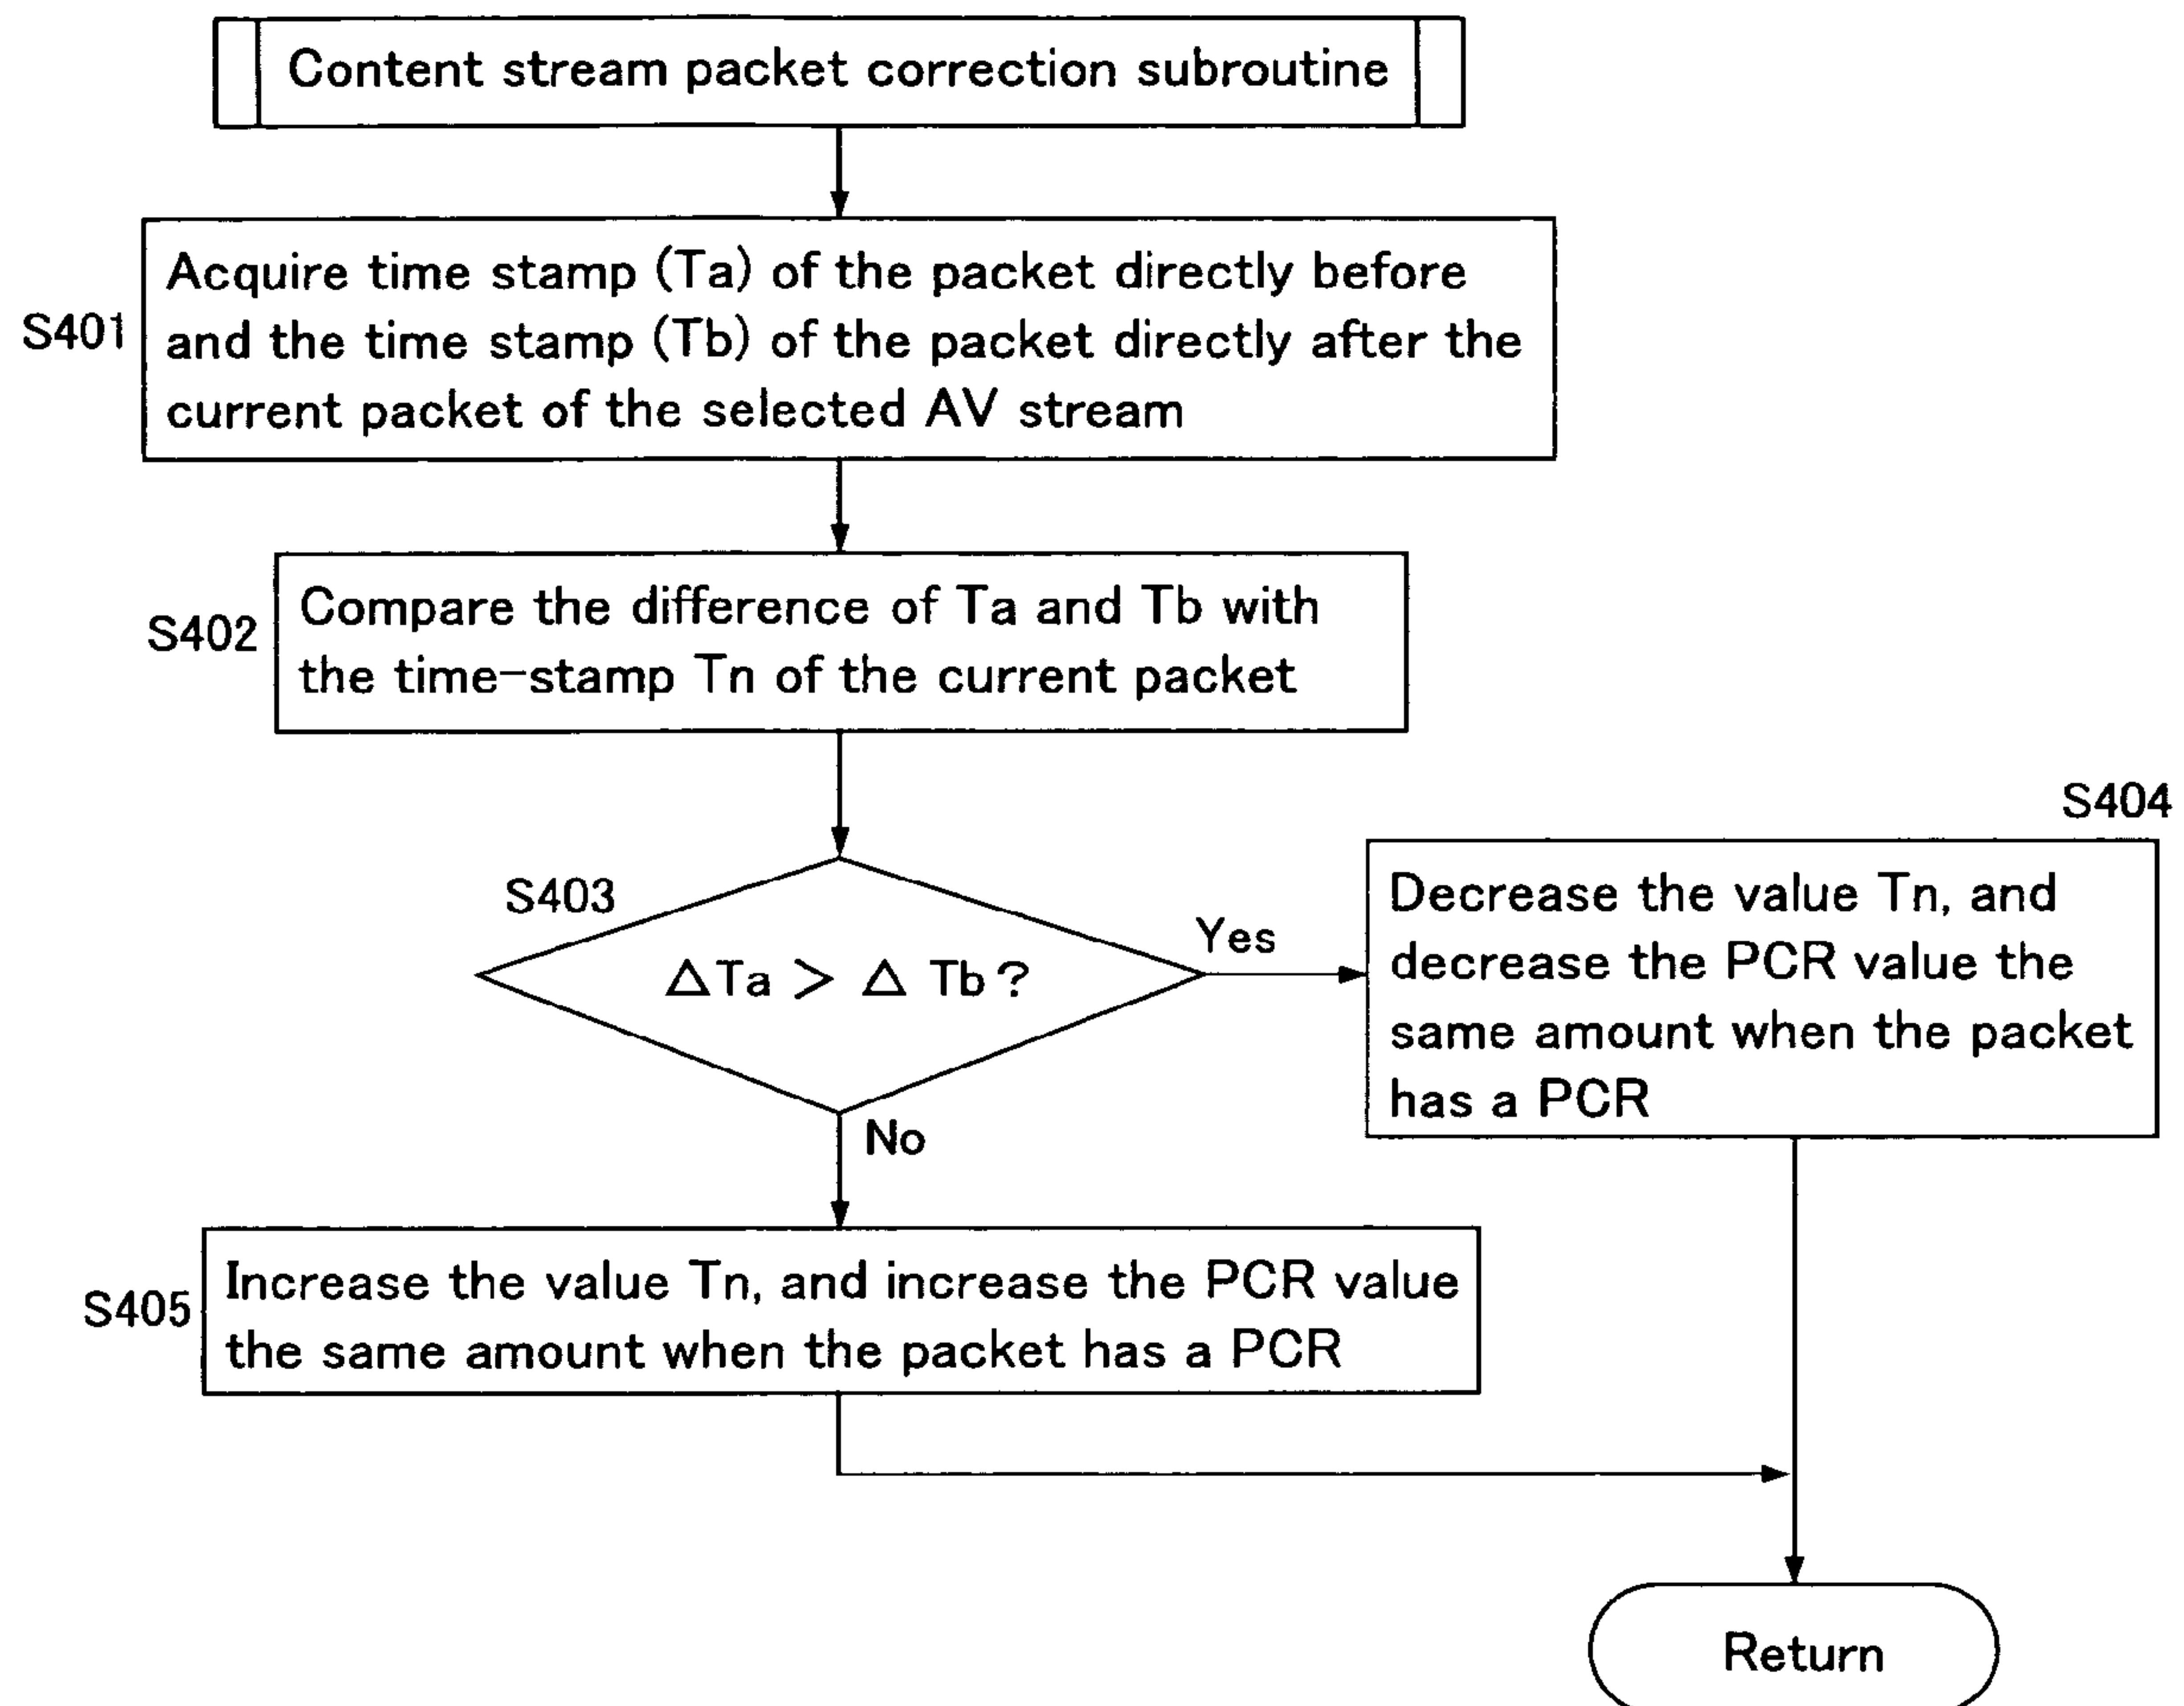 Content stream packet correction subroutine
S401
Acquire time stamp (Ta) of the packet directly before
and the time stamp (Tb) of the packet directly after the
current packet of the selected AV stream
S402
Compare the difference of Ta and Tb with
the time-stamp Tn of the current packet
S403
△Ta > △ Tb ?
Yes
No
S404
Decrease the value Tn, and
decrease the PCR value the
same amount when the packet
has a PCR
S405
Increase the value Tn, and increase the PCR value
the same amount when the packet has a PCR
Return